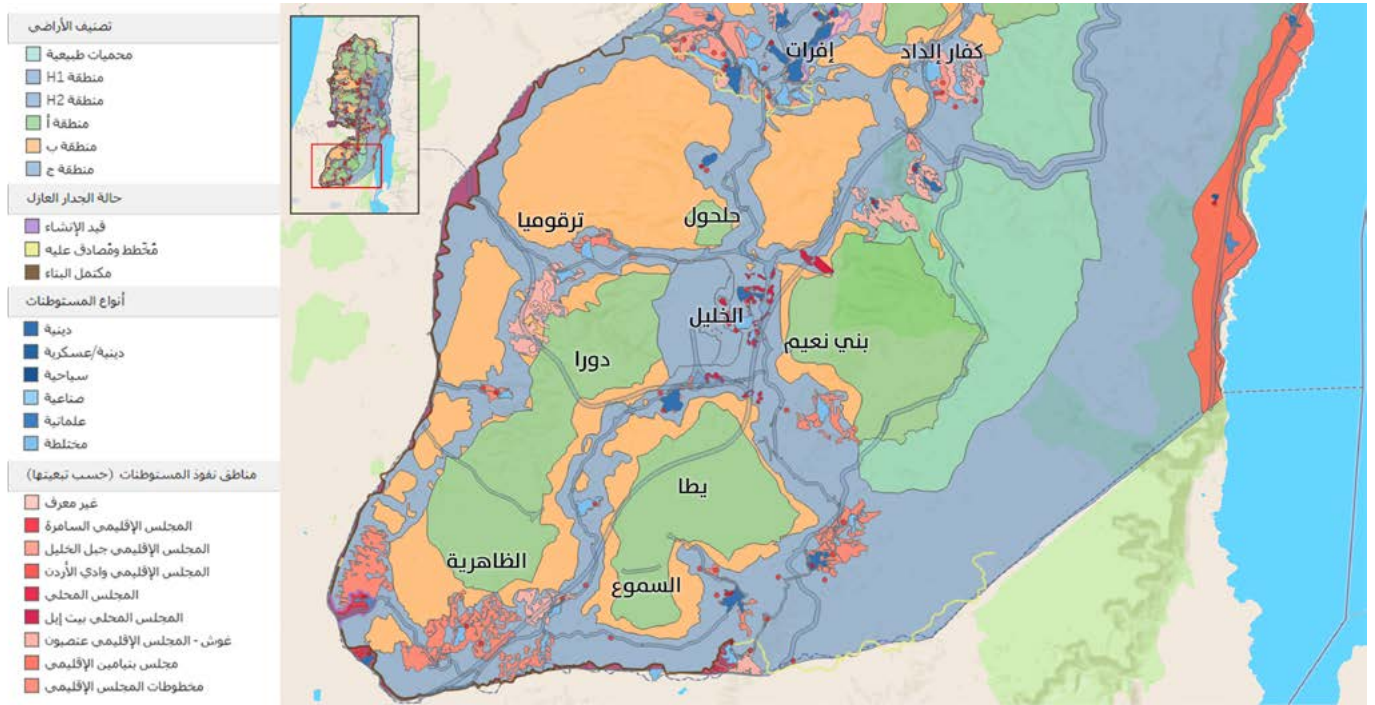 تصنيف الأراضي
محميات طبيعية
منطقة H1
منطقة H2
منطقة أ
منطقة ب
منطقة ج
حالة الجدار العازل
قيد الإنشاء
مُخَطط ومُصادق عليه
مكتمل البناء
أنواع المستوطنات
دينية
دينية/عسكرية
سياحية
صناعية
علمانية
مختلطة
مناطق نفوذ المستوطنات (حسب تبعيتها)
غير معرف
المجلس الإقليمي السامرة
المجلس الإقليمي جبل الخليل
المجلس الإقليمي وادي الأردن
المجلس المحلي
المجلس المحلي بيت إيل
غوش - المجلس الإقليمي عتصيون
مجلس بنيامين الإقليمي
مخطوطات المجلس الإقليمي
كفار إلداد
إفرات
حلحول
ترقوميا
الخليل
بني نعيم
دورا
يطا
الظاهرية
السموع